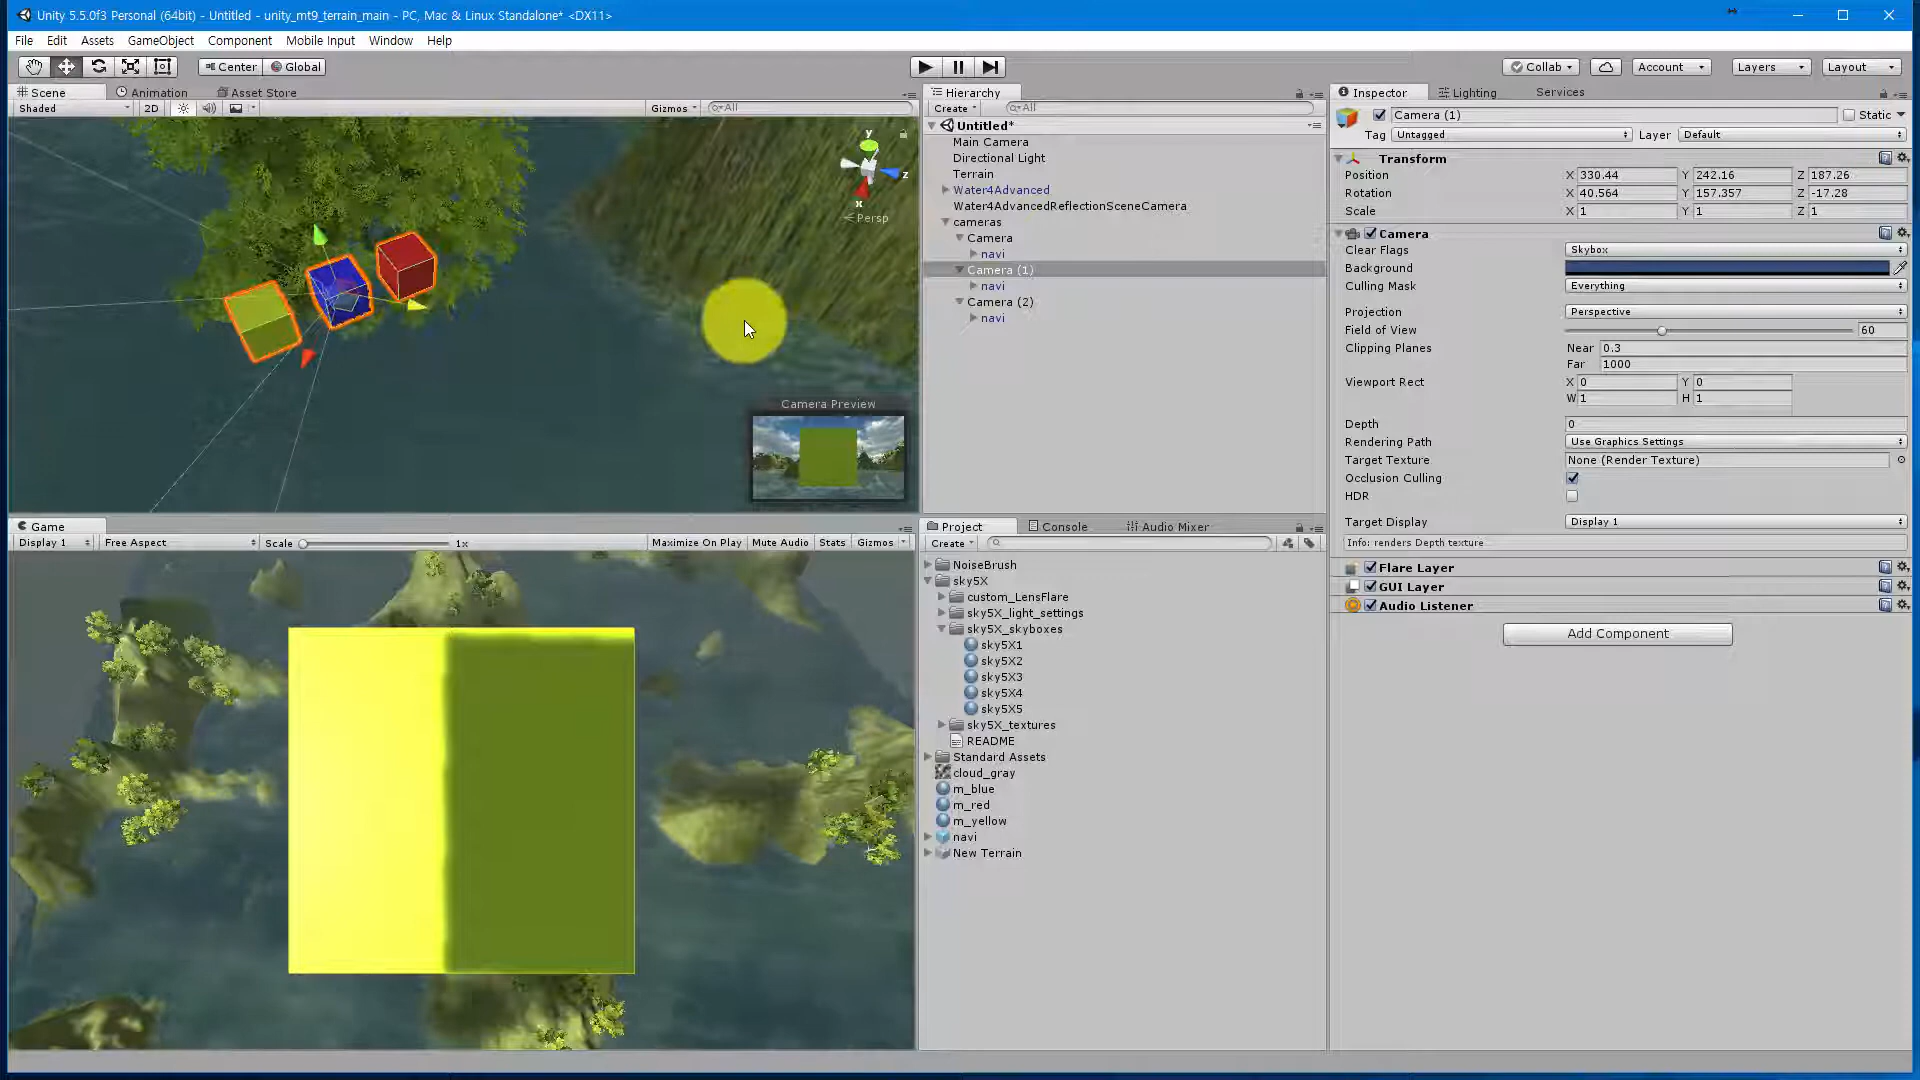 Unity 5.5.0f3 Personal (64bit) - Untitled - unity_mt9_terrain_main - PC, Mac & Linux Standalone* <DX11>
File Edit Assets GameObject Component Mobile Input Window Help
Center Global Collab Account Layers Layout
Scene Animation Asset Store
Shaded 2D Gizmos All
y
z
x
Persp
Camera Preview
Game
Display 1 Free Aspect Scale 1x Maximize On Play Mute Audio Stats Gizmos
Hierarchy
Create All
Untitled*
Main Camera
Directional Light
Terrain
Water4Advanced
Water4AdvancedReflectionSceneCamera
cameras
Camera
navi
Camera (1)
navi
Camera (2)
navi
Project Console Audio Mixer
Create
NoiseBrush
sky5X
custom_LensFlare
sky5X_light_settings
sky5X_skyboxes
sky5X1
sky5X2
sky5X3
sky5X4
sky5X5
sky5X_textures
README
Standard Assets
cloud_gray
m_blue
m_red
m_yellow
navi
New Terrain
Inspector Lighting Services
Camera (1) Static
Tag Untagged Layer Default
Transform
Position X 330.44 Y 242.16 Z 187.26
Rotation X 40.564 Y 157.357 Z -17.28
Scale X 1 Y 1 Z 1
Camera
Clear Flags Skybox
Background
Culling Mask Everything
Projection Perspective
Field of View 60
Clipping Planes Near 0.3
Far 1000
Viewport Rect X 0 Y 0
W 1 H 1
Depth 0
Rendering Path Use Graphics Settings
Target Texture None (Render Texture)
Occlusion Culling
HDR
Target Display Display 1
Info: renders Depth texture
Flare Layer
GUI Layer
Audio Listener
Add Component